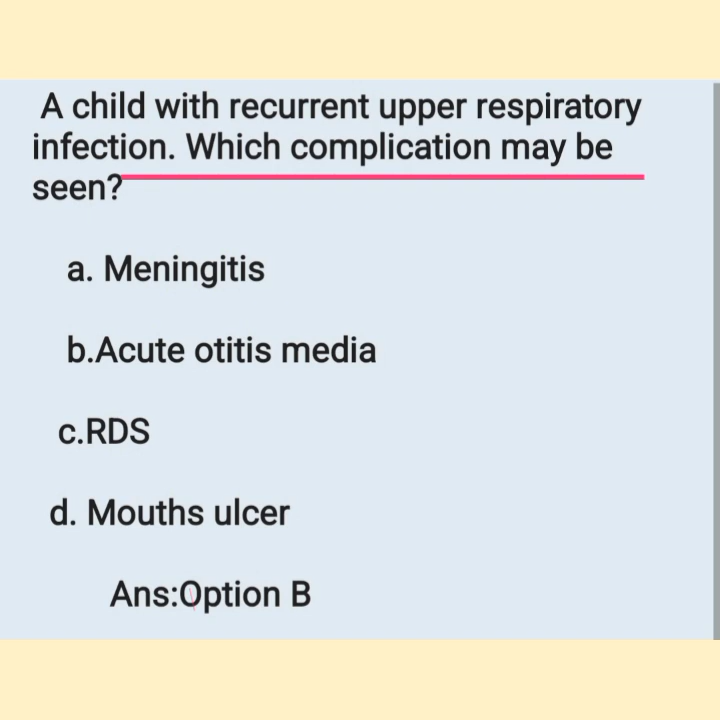 A child with recurrent upper respiratory
infection. Which complication may be
seen?
a. Meningitis
b.Acute otitis media
c.RDS
d. Mouths ulcer
Ans:Option B